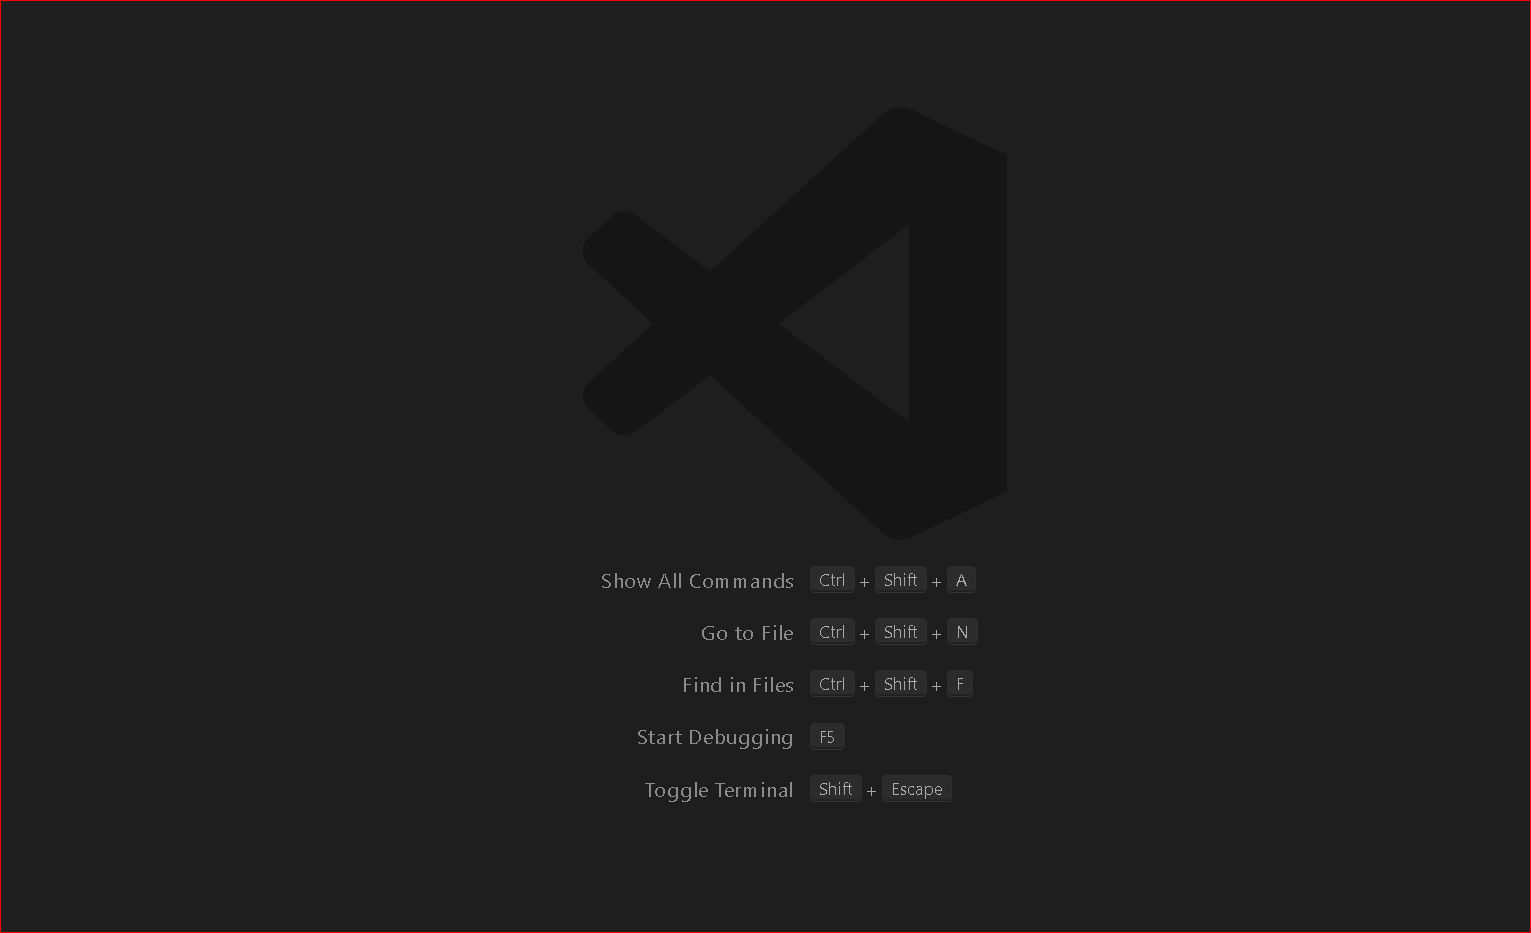 Show All Commands Ctrl + Shift + A
Go to File Ctrl + Shift + N
Find in Files Ctrl + Shift + F
Start Debugging F5
Toggle Terminal Shift + Escape